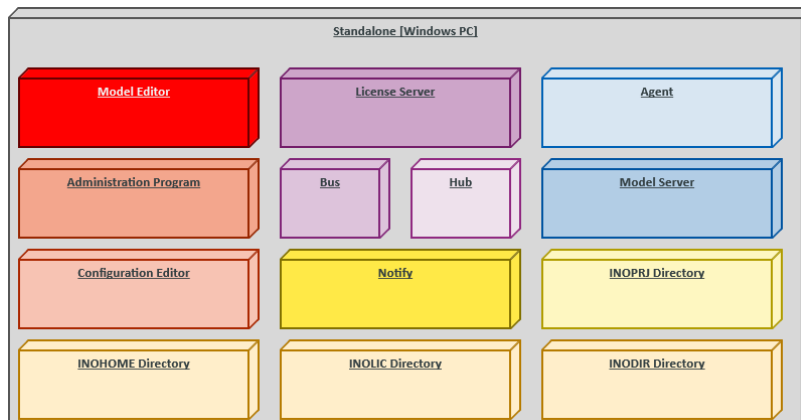 Standalone [Windows PC]
Model Editor
License Server
Agent
Administration Program
Bus
Hub
Model Server
Configuration Editor
Notify
INOPRJ Directory
INOHOME Directory
INOLIC Directory
INODIR Directory